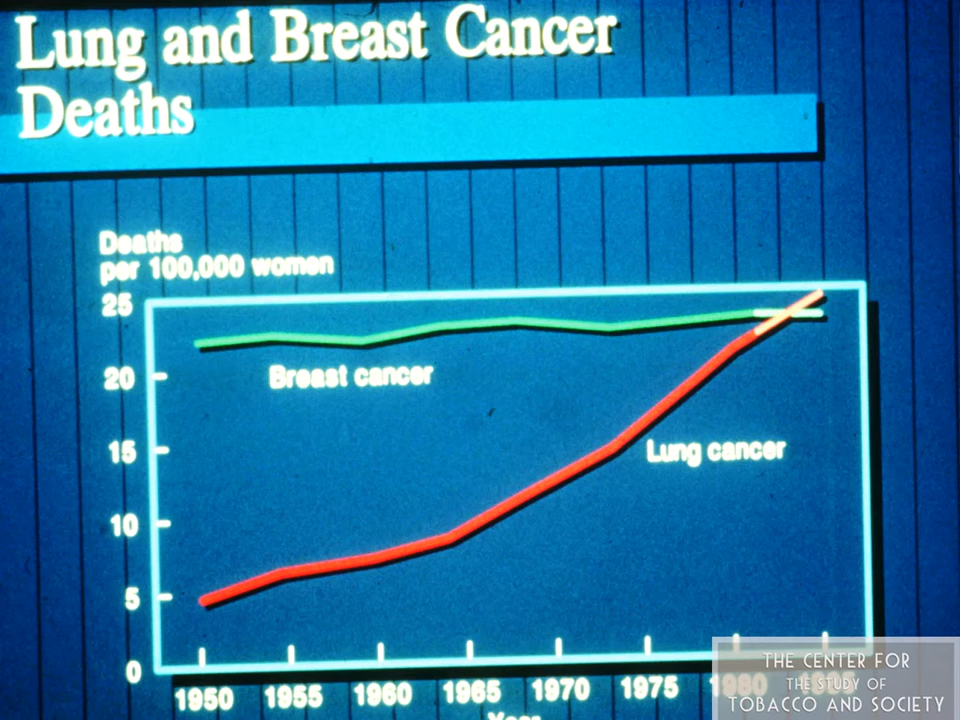 Lung and Breast Cancer
Deaths
Deaths
per 100,000 women
25
20
15
10
5
0
Breast cancer
Lung cancer
1950 1955 1960 1965 1970 1975 1980
Year
THE CENTER FOR
THE STUDY OF
TOBACCO AND SOCIETY